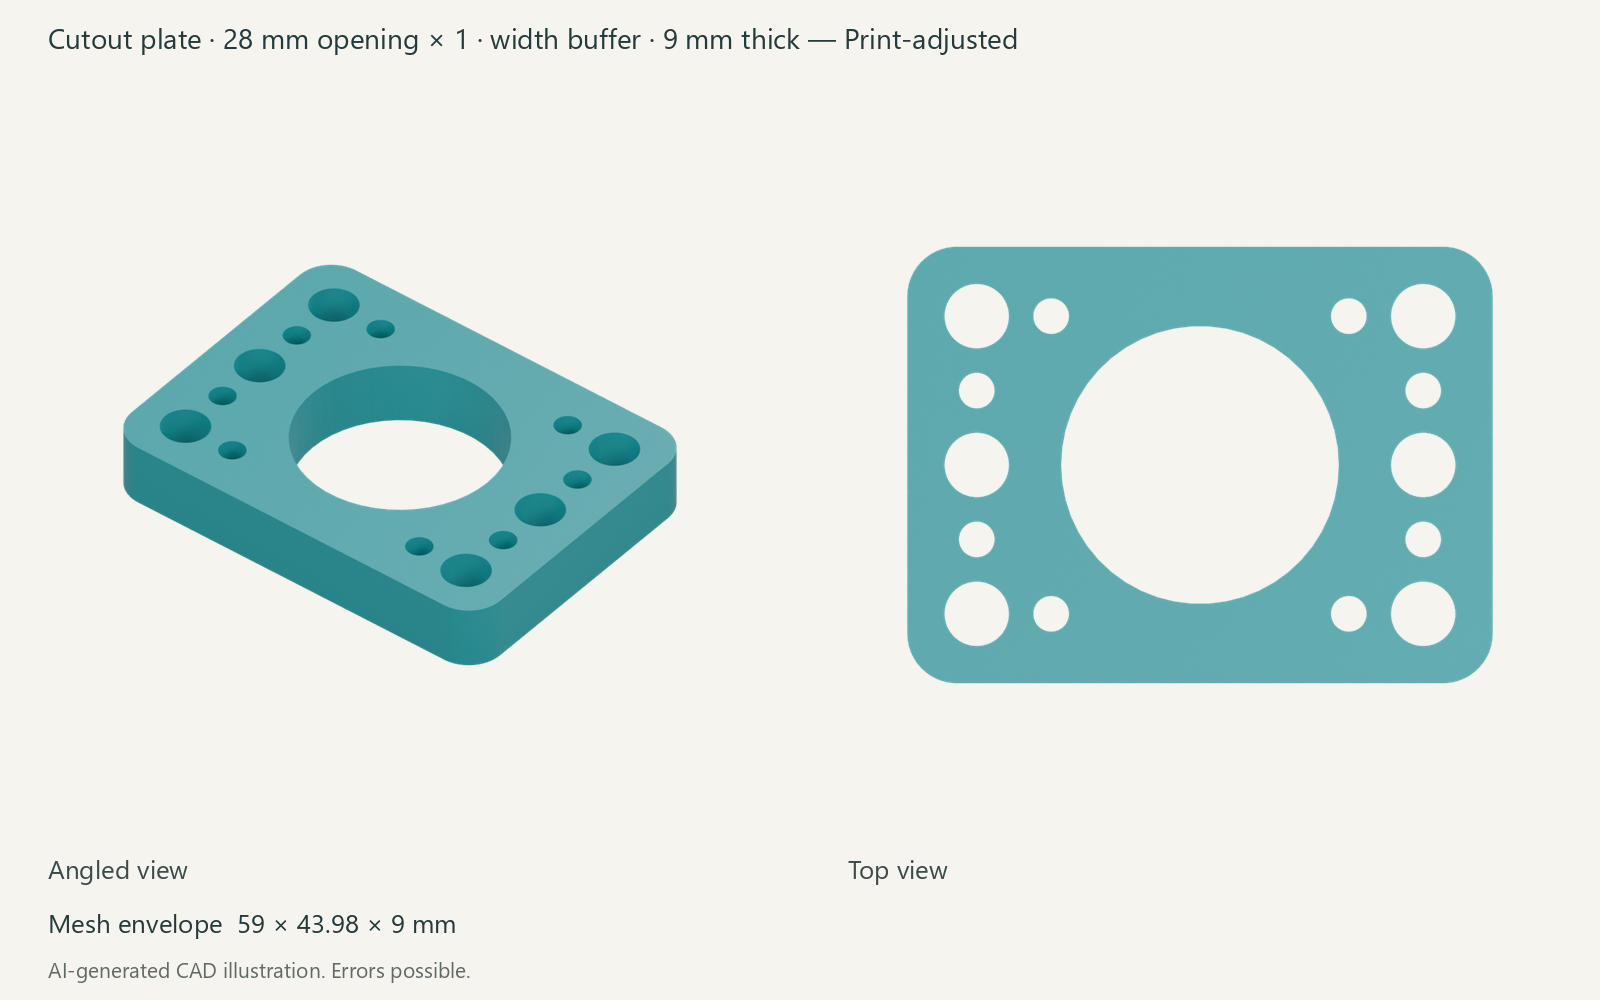 Cutout plate · 28 mm opening × 1 · width buffer · 9 mm thick — Print-adjusted
Angled view
Top view
Mesh envelope 59 × 43.98 × 9 mm
AI-generated CAD illustration. Errors possible.